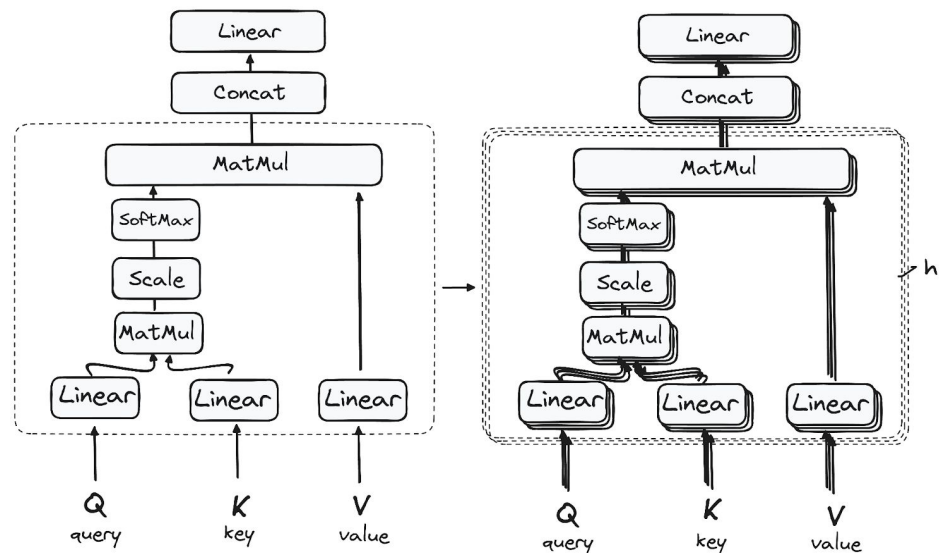 Linear
Concat
MatMul
SoftMax
Scale
MatMul
Linear
Linear
Linear
Q
K
V
query
key
value
Linear
Concat
MatMul
SoftMax
Scale
MatMul
Linear
Linear
Linear
h
Q
K
V
query
key
value